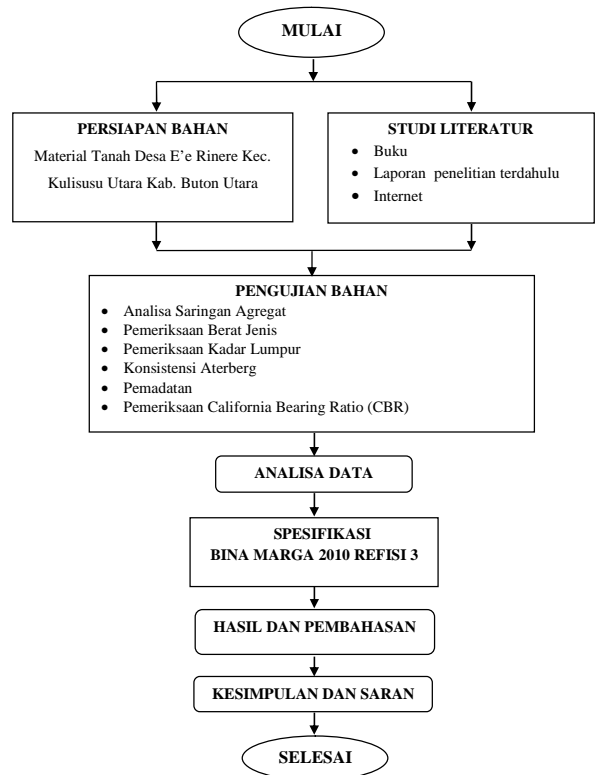 MULAI
PERSIAPAN BAHAN
Material Tanah Desa E'e Rinere Kec.
Kulisusu Utara Kab. Buton Utara
STUDI LITERATUR
• Buku
• Laporan penelitian terdahulu
• Internet
PENGUJIAN BAHAN
• Analisa Saringan Agregat
• Pemeriksaan Berat Jenis
• Pemeriksaan Kadar Lumpur
• Konsistensi Aterberg
• Pemadatan
• Pemeriksaan California Bearing Ratio (CBR)
ANALISA DATA
SPESIFIKASI
BINA MARGA 2010 REFISI 3
HASIL DAN PEMBAHASAN
KESIMPULAN DAN SARAN
SELESAI